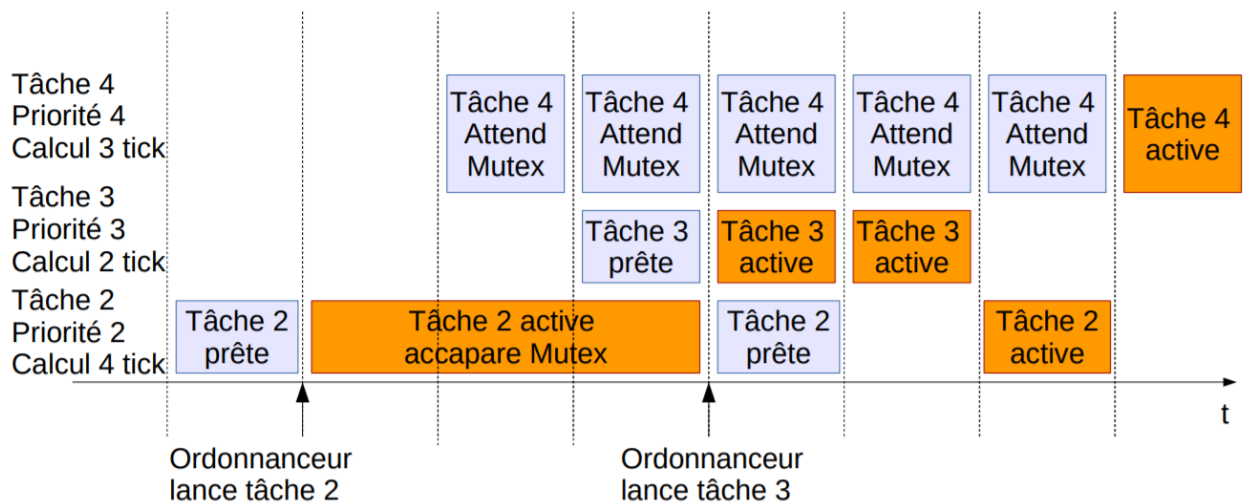 Tâche 4
Priorité 4
Calcul 3 tick
Tâche 4
Attend
Mutex
Tâche 4
Attend
Mutex
Tâche 4
Attend
Mutex
Tâche 4
Attend
Mutex
Tâche 4
Attend
Mutex
Tâche 4
active
Tâche 3
Priorité 3
Calcul 2 tick
Tâche 3
prête
Tâche 3
active
Tâche 3
active
Tâche 2
Priorité 2
Calcul 4 tick
Tâche 2
prête
Tâche 2 active
accapare Mutex
Tâche 2
prête
Tâche 2
active
t
Ordonnanceur
lance tâche 2
Ordonnanceur
lance tâche 3